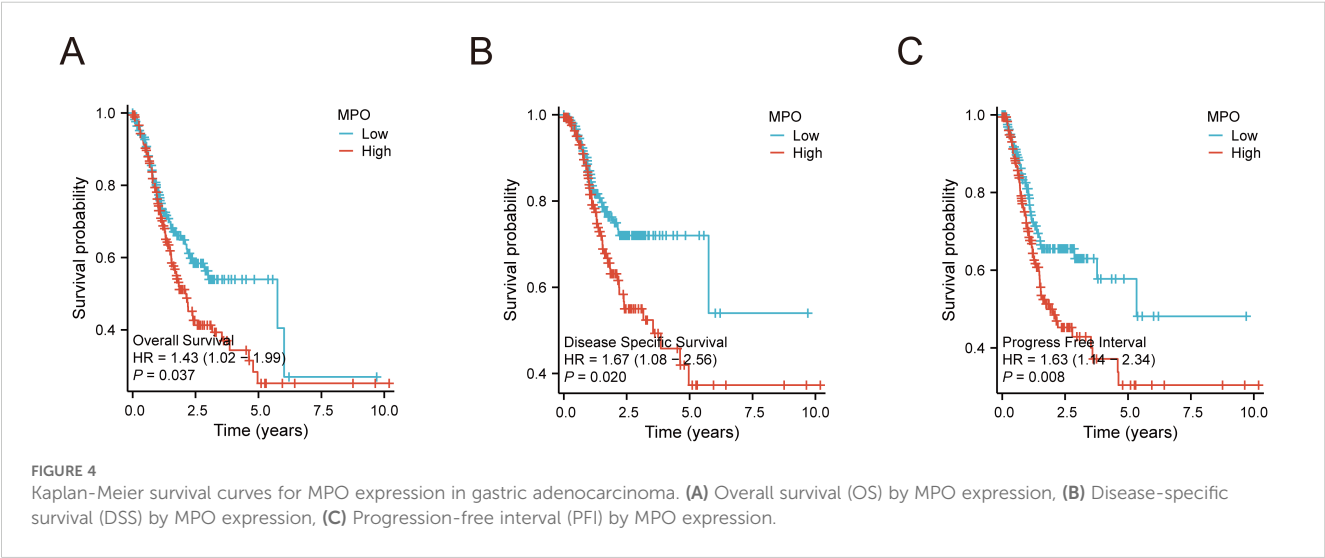 A
B
C
1.0
0.8
0.6
0.4
Survival probability
MPO
Low
High
Overall Survival
HR = 1.43 (1.02 − 1.99)
P = 0.037
0.0
2.5
5.0
7.5
10.0
Time (years)
1.0
0.8
0.6
0.4
Survival probability
MPO
Low
High
Disease Specific Survival
HR = 1.67 (1.08 − 2.56)
P = 0.020
0.0
2.5
5.0
7.5
10.0
Time (years)
1.0
0.8
0.6
0.4
Survival probability
MPO
Low
High
Progress Free Interval
HR = 1.63 (1.14 − 2.34)
P = 0.008
0.0
2.5
5.0
7.5
10.0
Time (years)
FIGURE 4
Kaplan-Meier survival curves for MPO expression in gastric adenocarcinoma. (A) Overall survival (OS) by MPO expression, (B) Disease-specific
survival (DSS) by MPO expression, (C) Progression-free interval (PFI) by MPO expression.